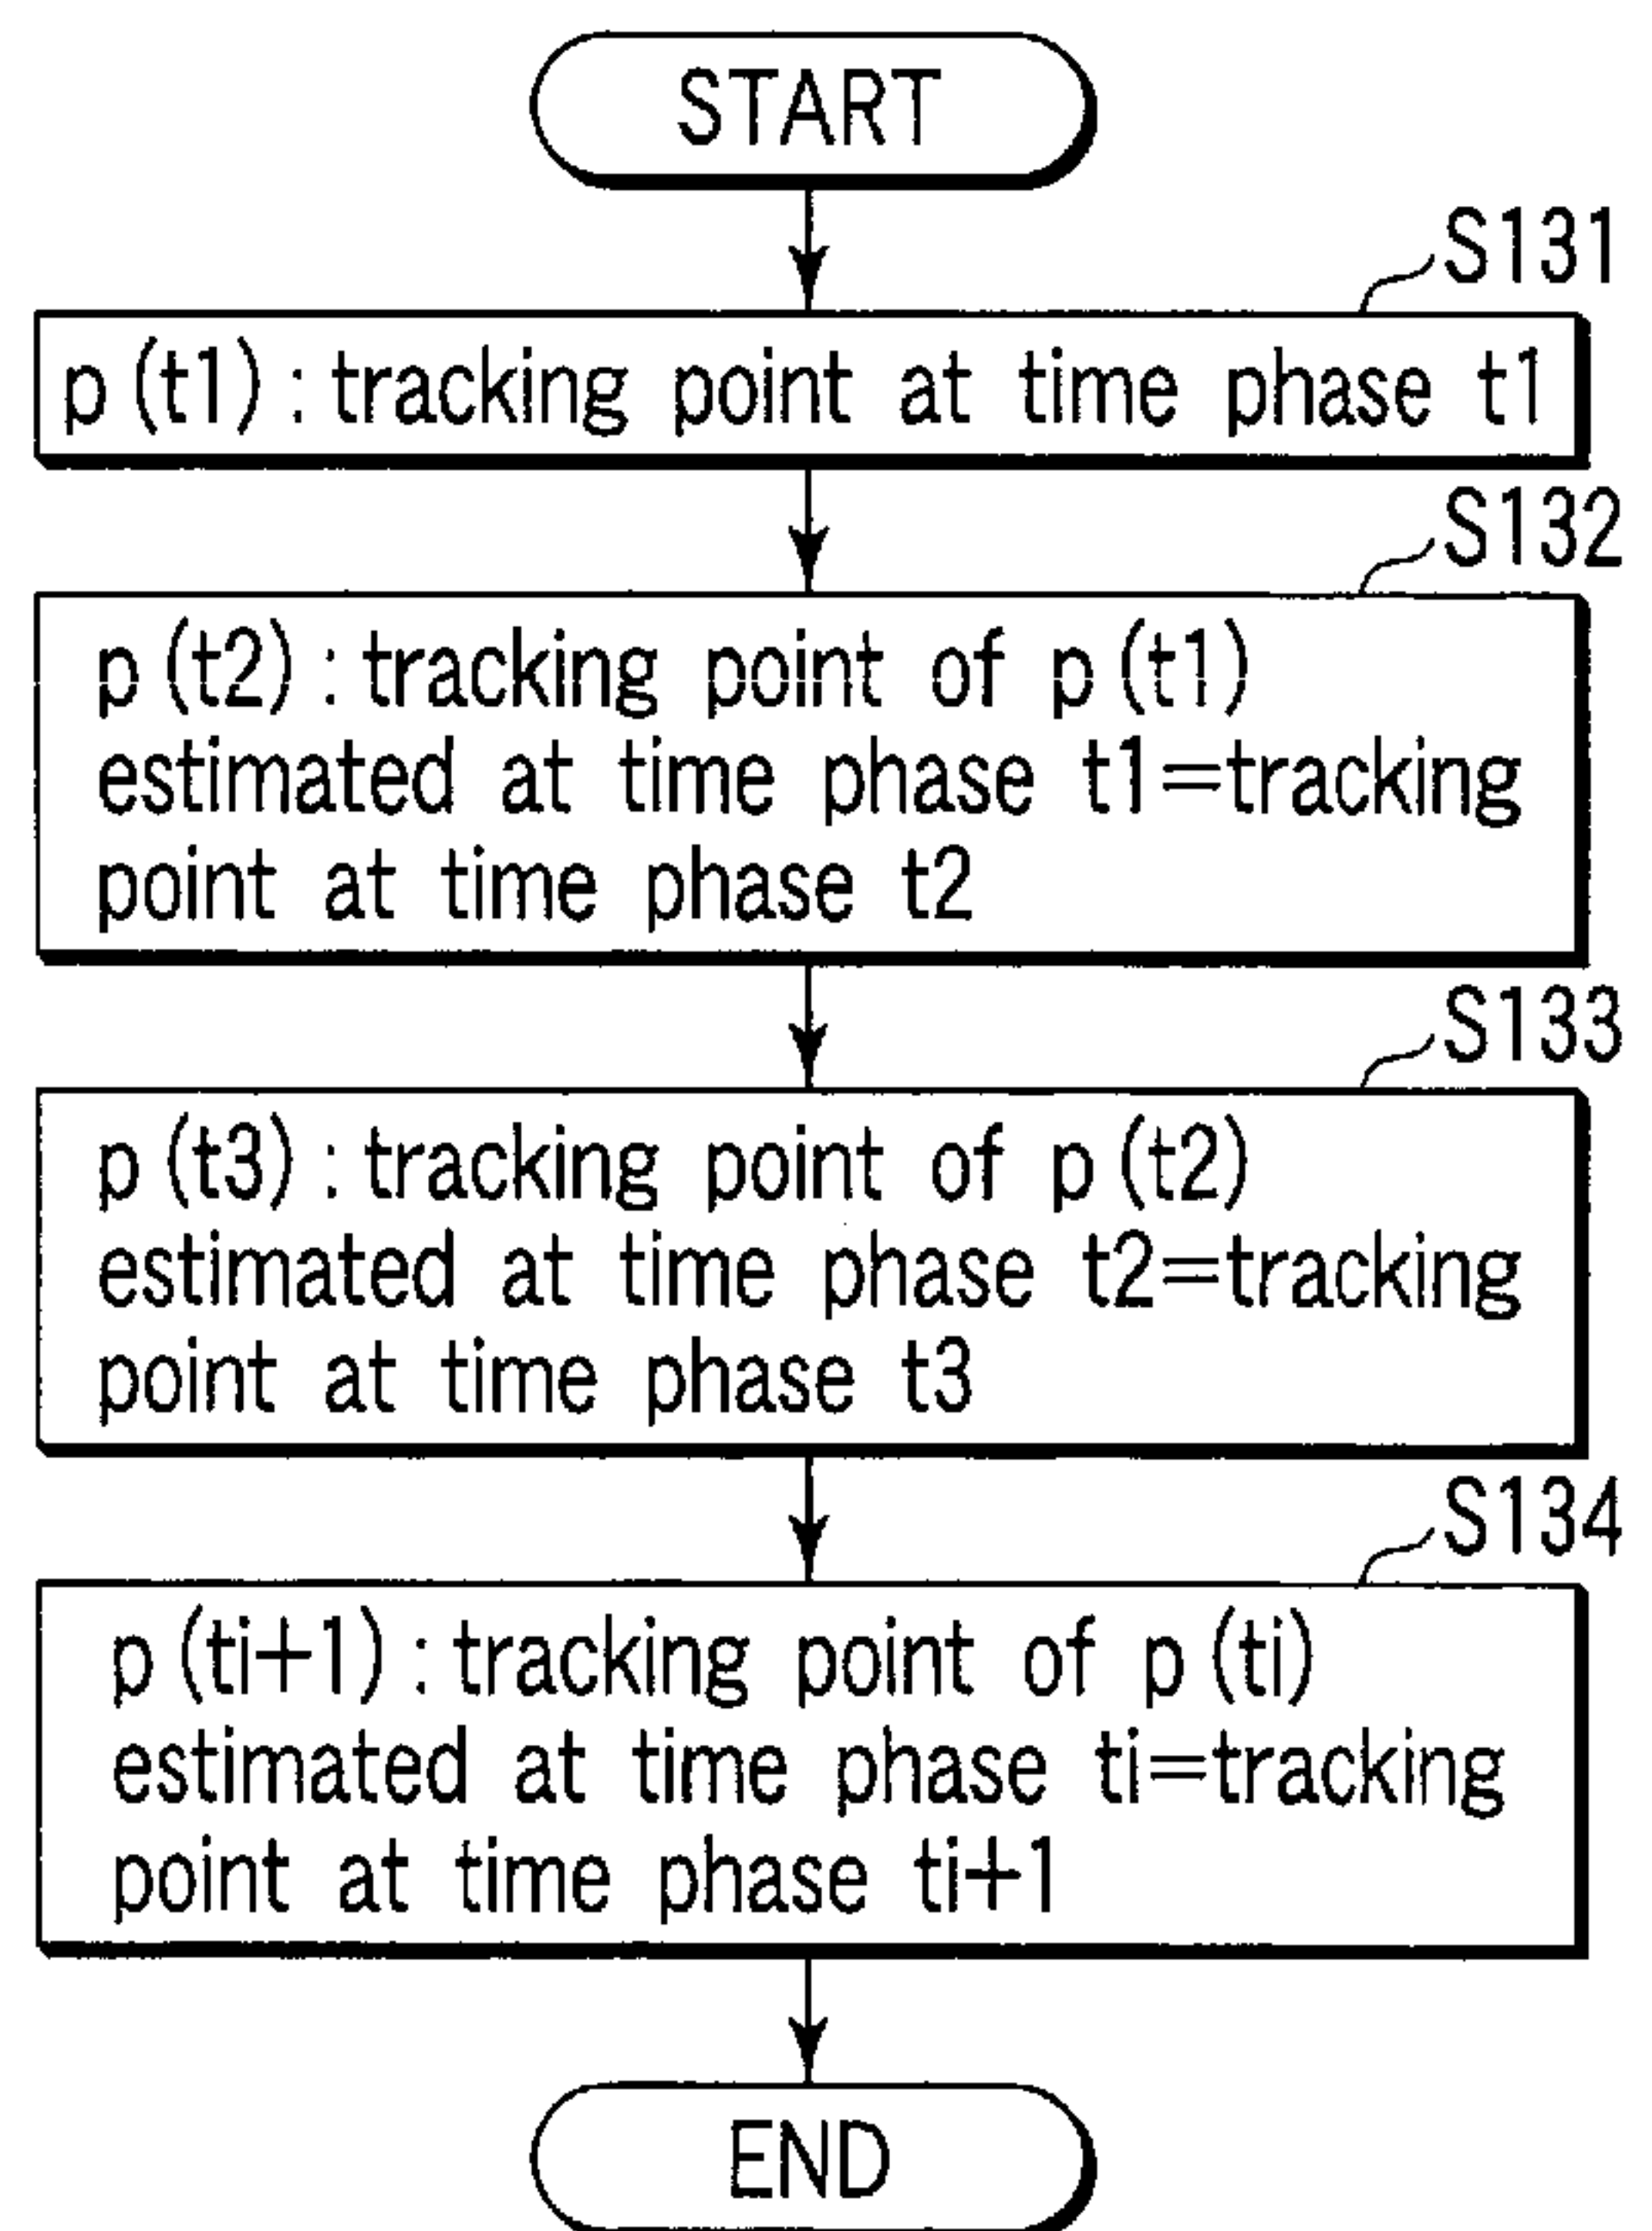 START
S131
p(t1):tracking point at time phase t1
S132
p(t2):tracking point of p(t1)
estimated at time phase t1=tracking
point at time phase t2
S133
p(t3):tracking point of p(t2)
estimated at time phase t2=tracking
point at time phase t3
S134
p(ti+1):tracking point of p(ti)
estimated at time phase ti=tracking
point at time phase ti+1
END